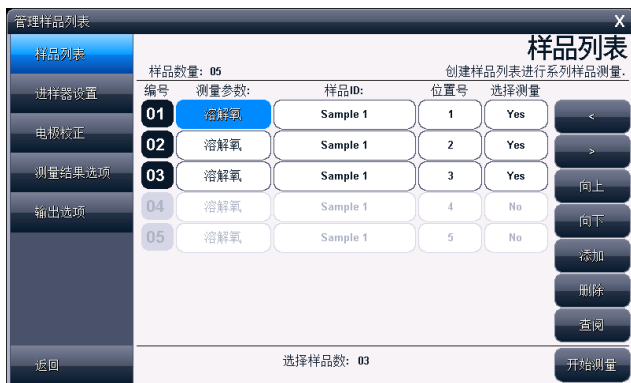 管理样品列表 X
样品列表
进样器设置
电极校正
测量结果选项
输出选项
返回
样品列表
样品数量: 05 创建样品列表进行系列样品测量.
编号 测量参数: 样品ID: 位置号 选择测量
01 溶解氧 Sample 1 1 Yes
02 溶解氧 Sample 1 2 Yes
03 溶解氧 Sample 1 3 Yes
04 溶解氧 Sample 1 4 No
05 溶解氧 Sample 1 5 No
<
>
向上
向下
添加
删除
查阅
选择样品数: 03
开始测量